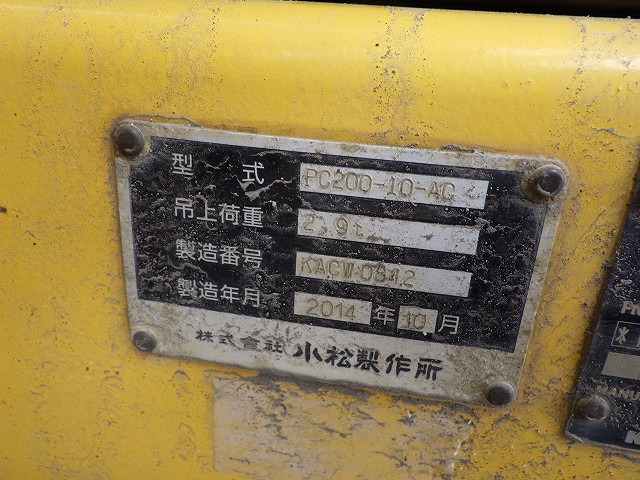 型 式 PC200-10-AC
吊上荷重 2.9t
製造番号 KACW0842
製造年月 2014 年 10 月
株式会社 小松製作所